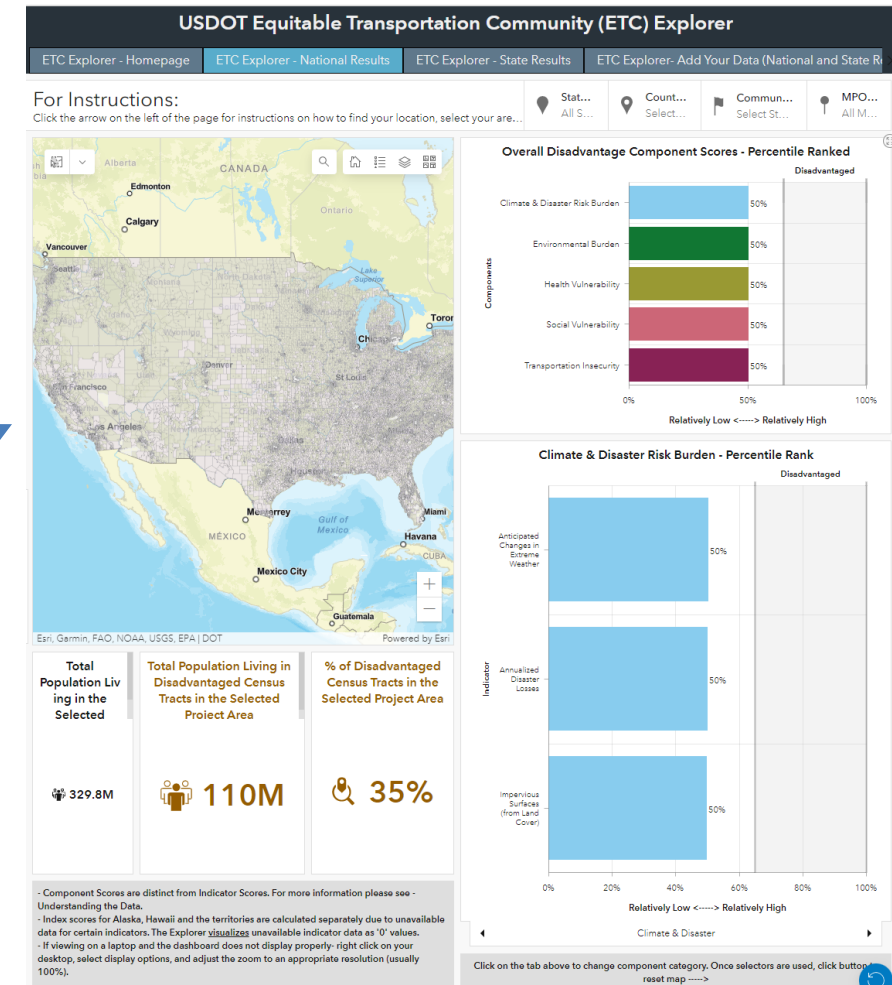 USDOT Equitable Transportation Community (ETC) Explorer
ETC Explorer - Homepage
ETC Explorer - National Results
ETC Explorer - State Results
ETC Explorer- Add Your Data (National and State Re
For Instructions:
Click the arrow on the left of the page for instructions on how to find your location, select your are...
Stat...
All S...
Count...
Select...
Commun...
Select St...
MPO...
All M...
Alberta
CANADA
Edmonton
Ontario
Calgary
Vancouver
Seattle
Montana
North Dakota
Lake
Superior
Idaho
Wyoming
Toror
Chicago
Denver
St Louis
San Francisco
Los Angeles
Dallas
Houston
Monterrey
Gulf of
Mexico
Miami
MÉXICO
Havana
CUBA
Mexico City
Guatemala
Esri, Garmin, FAO, NOAA, USGS, EPA | DOT
Powered by Esri
Overall Disadvantage Component Scores - Percentile Ranked
Disadvantaged
Components
Climate & Disaster Risk Burden
50%
Environmental Burden
50%
Health Vulnerability
50%
Social Vulnerability
50%
Transportation Insecurity
50%
0%
50%
100%
Relatively Low <-----> Relatively High
Climate & Disaster Risk Burden - Percentile Rank
Disadvantaged
Indicator
Anticipated
Changes in
Extreme
Weather
50%
Annualized
Disaster
Losses
50%
Impervious
Surfaces
(from Land
Cover)
50%
0%
20%
40%
60%
80%
100%
Relatively Low <-----> Relatively High
Climate & Disaster
Click on the tab above to change component category. Once selectors are used, click button to
reset map ----->
Total
Population Liv
ing in the
Selected
329.8M
Total Population Living in
Disadvantaged Census
Tracts in the Selected
Project Area
110M
% of Disadvantaged
Census Tracts in the
Selected Project Area
35%
- Component Scores are distinct from Indicator Scores. For more information please see -
Understanding the Data.
- Index scores for Alaska, Hawaii and the territories are calculated separately due to unavailable
data for certain indicators. The Explorer visualizes unavailable indicator data as '0' values.
- If viewing on a laptop and the dashboard does not display properly- right click on your
desktop, select display options, and adjust the zoom to an appropriate resolution (usually
100%).